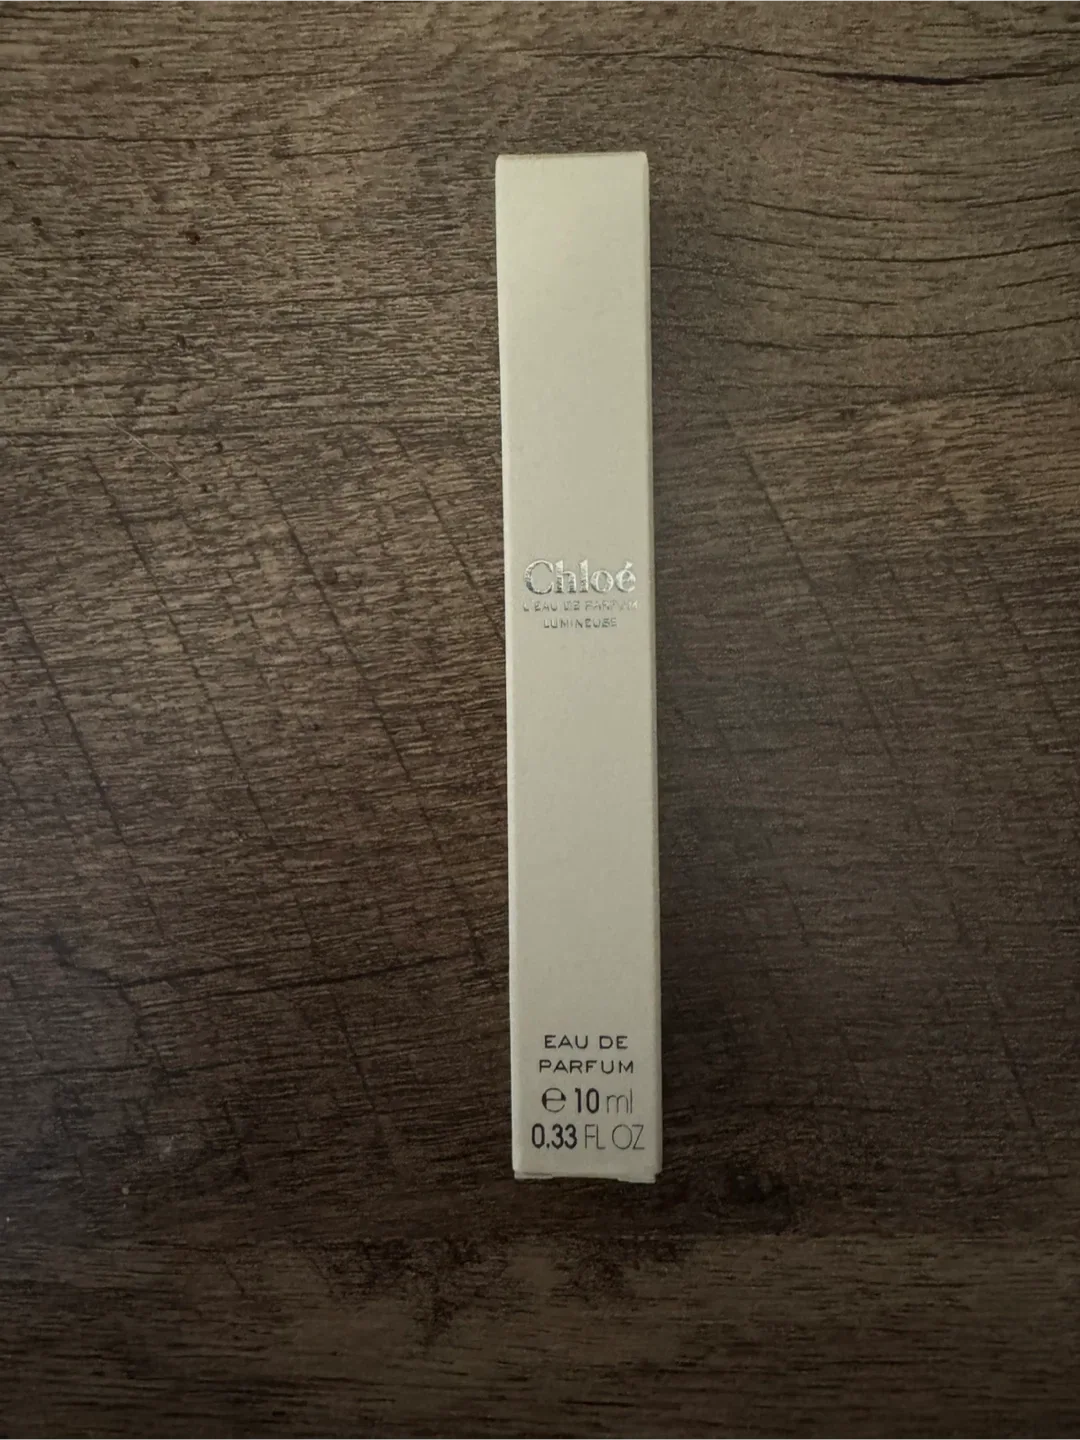 Chloé
L'EAU DE PARFUM
LUMINEUSE
EAU DE
PARFUM
℮ 10 ml
0,33 FL OZ